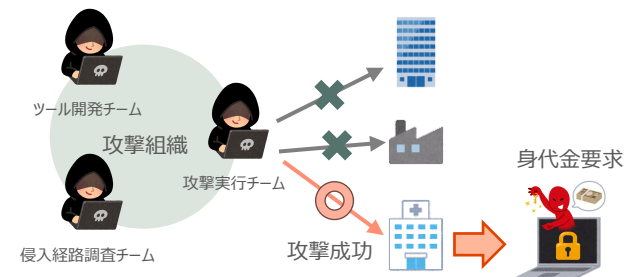 ツール開発チーム
攻撃組織
攻撃実行チーム
侵入経路調査チーム
攻撃成功
身代金要求